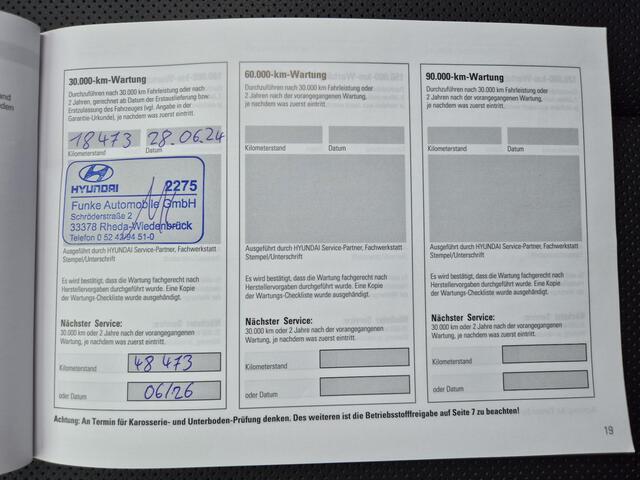 30.000-km-Wartung
Durchzuführen nach 30.000 km Fahrleistung oder nach
2 Jahren, gerechnet ab Datum der Erstauslieferung bzw.
Erstzulassung des Fahrzeuges (vgl. Angabe in der
Garantie-Urkunde), je nachdem was zuerst eintritt.
18473 28.06.24
Kilometerstand Datum
HYUNDAI 2275
Funke Automobile GmbH
Schröderstraße 2
33378 Rheda-Wiedenbrück
Telefon 0 52 42/94 51-0
Ausgeführt durch HYUNDAI Service-Partner, Fachwerkstatt
Stempel/Unterschrift
Es wird bestätigt, dass die Wartung fachgerecht nach
Herstellervorgaben durchgeführt wurde. Eine Kopie
der Wartungs-Checkliste wurde ausgehändigt.
Nächster Service:
30.000 km oder 2 Jahre nach der vorangegangenen
Wartung, je nachdem was zuerst eintritt.
Kilometerstand 48 473
oder Datum 06/26
60.000-km-Wartung
Durchzuführen nach 30.000 km Fahrleistung oder
2 Jahren nach der vorangegangenen Wartung,
je nachdem was zuerst eintritt.
Kilometerstand Datum
Ausgeführt durch HYUNDAI Service-Partner, Fachwerkstatt
Stempel/Unterschrift
Es wird bestätigt, dass die Wartung fachgerecht nach
Herstellervorgaben durchgeführt wurde. Eine Kopie
der Wartungs-Checkliste wurde ausgehändigt.
Nächster Service:
30.000 km oder 2 Jahre nach der vorangegangenen
Wartung, je nachdem was zuerst eintritt.
Kilometerstand
oder Datum
90.000-km-Wartung
Durchzuführen nach 30.000 km Fahrleistung oder
2 Jahren nach der vorangegangenen Wartung,
je nachdem was zuerst eintritt.
Kilometerstand Datum
Ausgeführt durch HYUNDAI Service-Partner, Fachwerkstatt
Stempel/Unterschrift
Es wird bestätigt, dass die Wartung fachgerecht nach
Herstellervorgaben durchgeführt wurde. Eine Kopie
der Wartungs-Checkliste wurde ausgehändigt.
Nächster Service:
30.000 km oder 2 Jahre nach der vorangegangenen
Wartung, je nachdem was zuerst eintritt.
Kilometerstand
oder Datum
Achtung: An Termin für Karosserie- und Unterboden-Prüfung denken. Des weiteren ist die Betriebsstofffreigabe auf Seite 7 zu beachten!
19